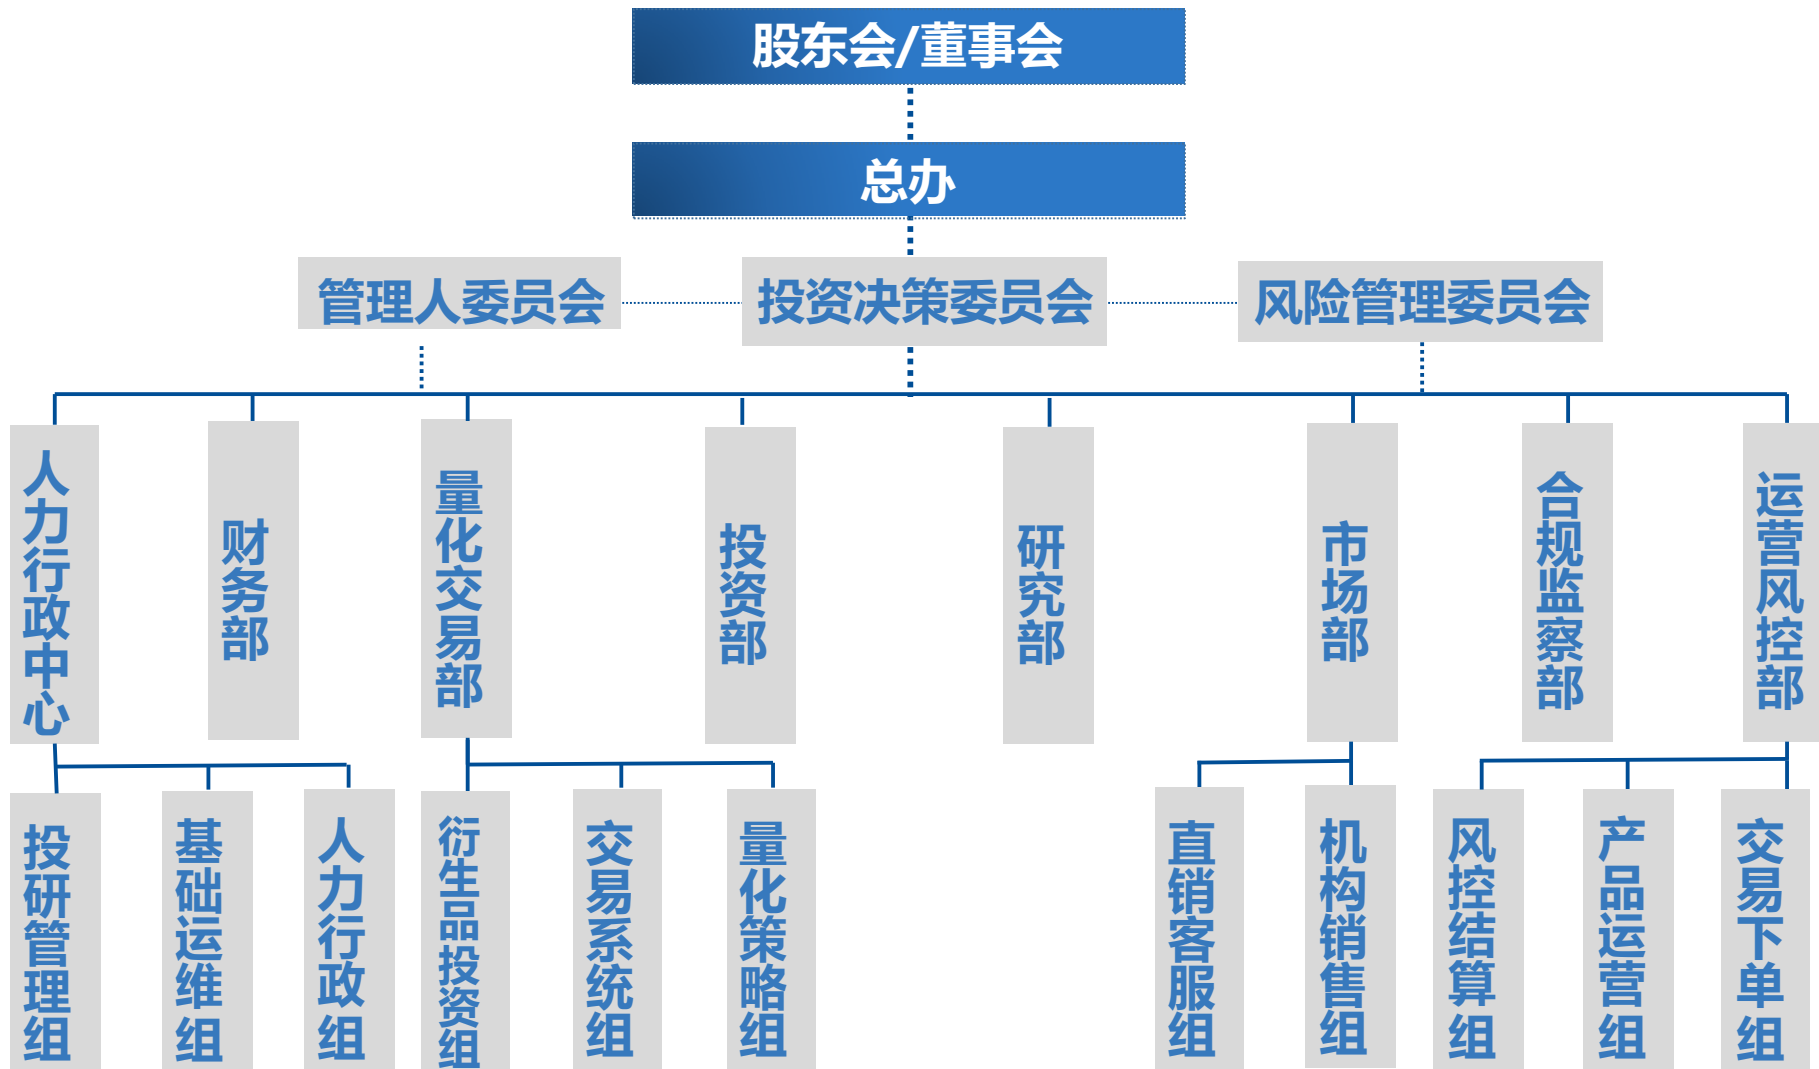 股东会/董事会
总办
管理人委员会
投资决策委员会
风险管理委员会
人力行政中心
财务部
量化交易部
投资部
研究部
市场部
合规监察部
运营风控部
投研管理组
基础运维组
人力行政组
衍生品投资组
交易系统组
量化策略组
直销客服组
机构销售组
风控结算组
产品运营组
交易下单组